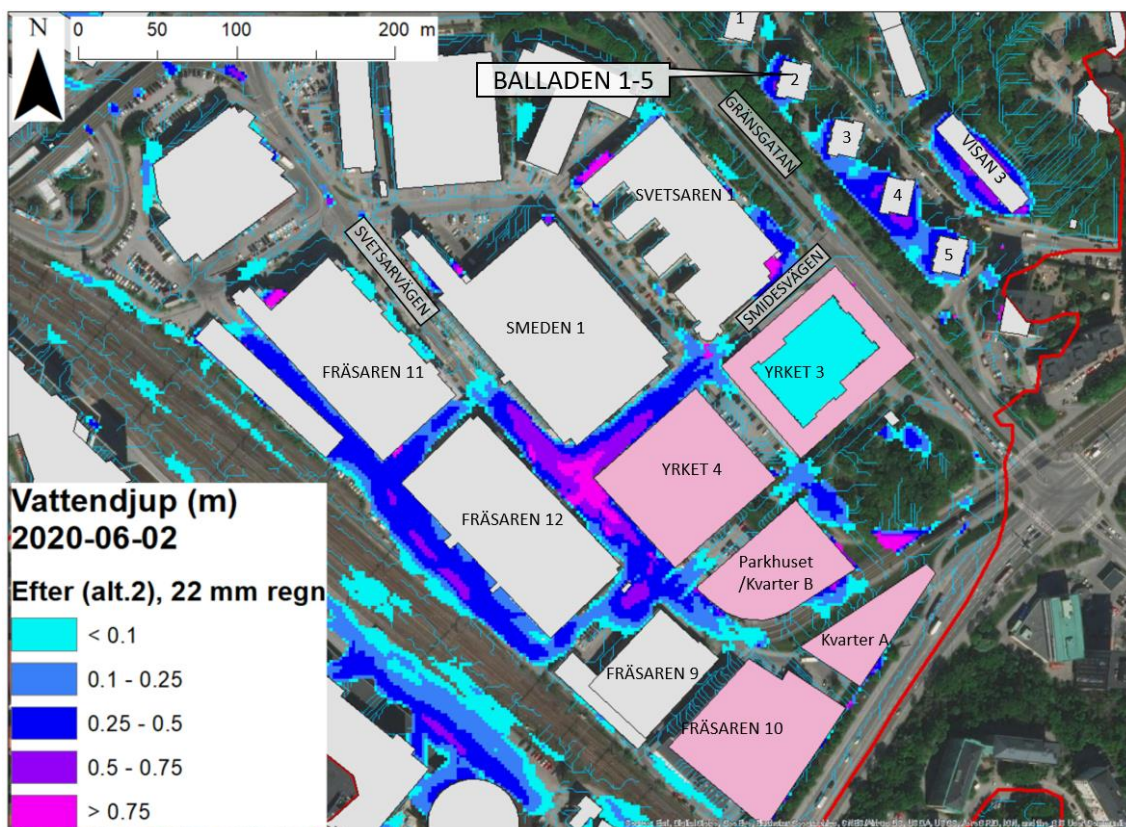 N
0 50 100 200
m
1
BALLADEN 1-5
2
GRÄNSGATAN
3
VISAN 3
4
SVETSAREN 1
5
SVETSARVÄGEN
SMIDESVÄGEN
SMEDEN 1
FRÄSAREN 11
YRKET 3
YRKET 4
Vattendjup (m)
2020-06-02
FRÄSAREN 12
Parkhuset
/Kvarter B
Efter (alt.2), 22 mm regn
Kvarter A
< 0.1
0.1 - 0.25
FRÄSAREN 9
0.25 - 0.5
FRÄSAREN 10
0.5 - 0.75
> 0.75